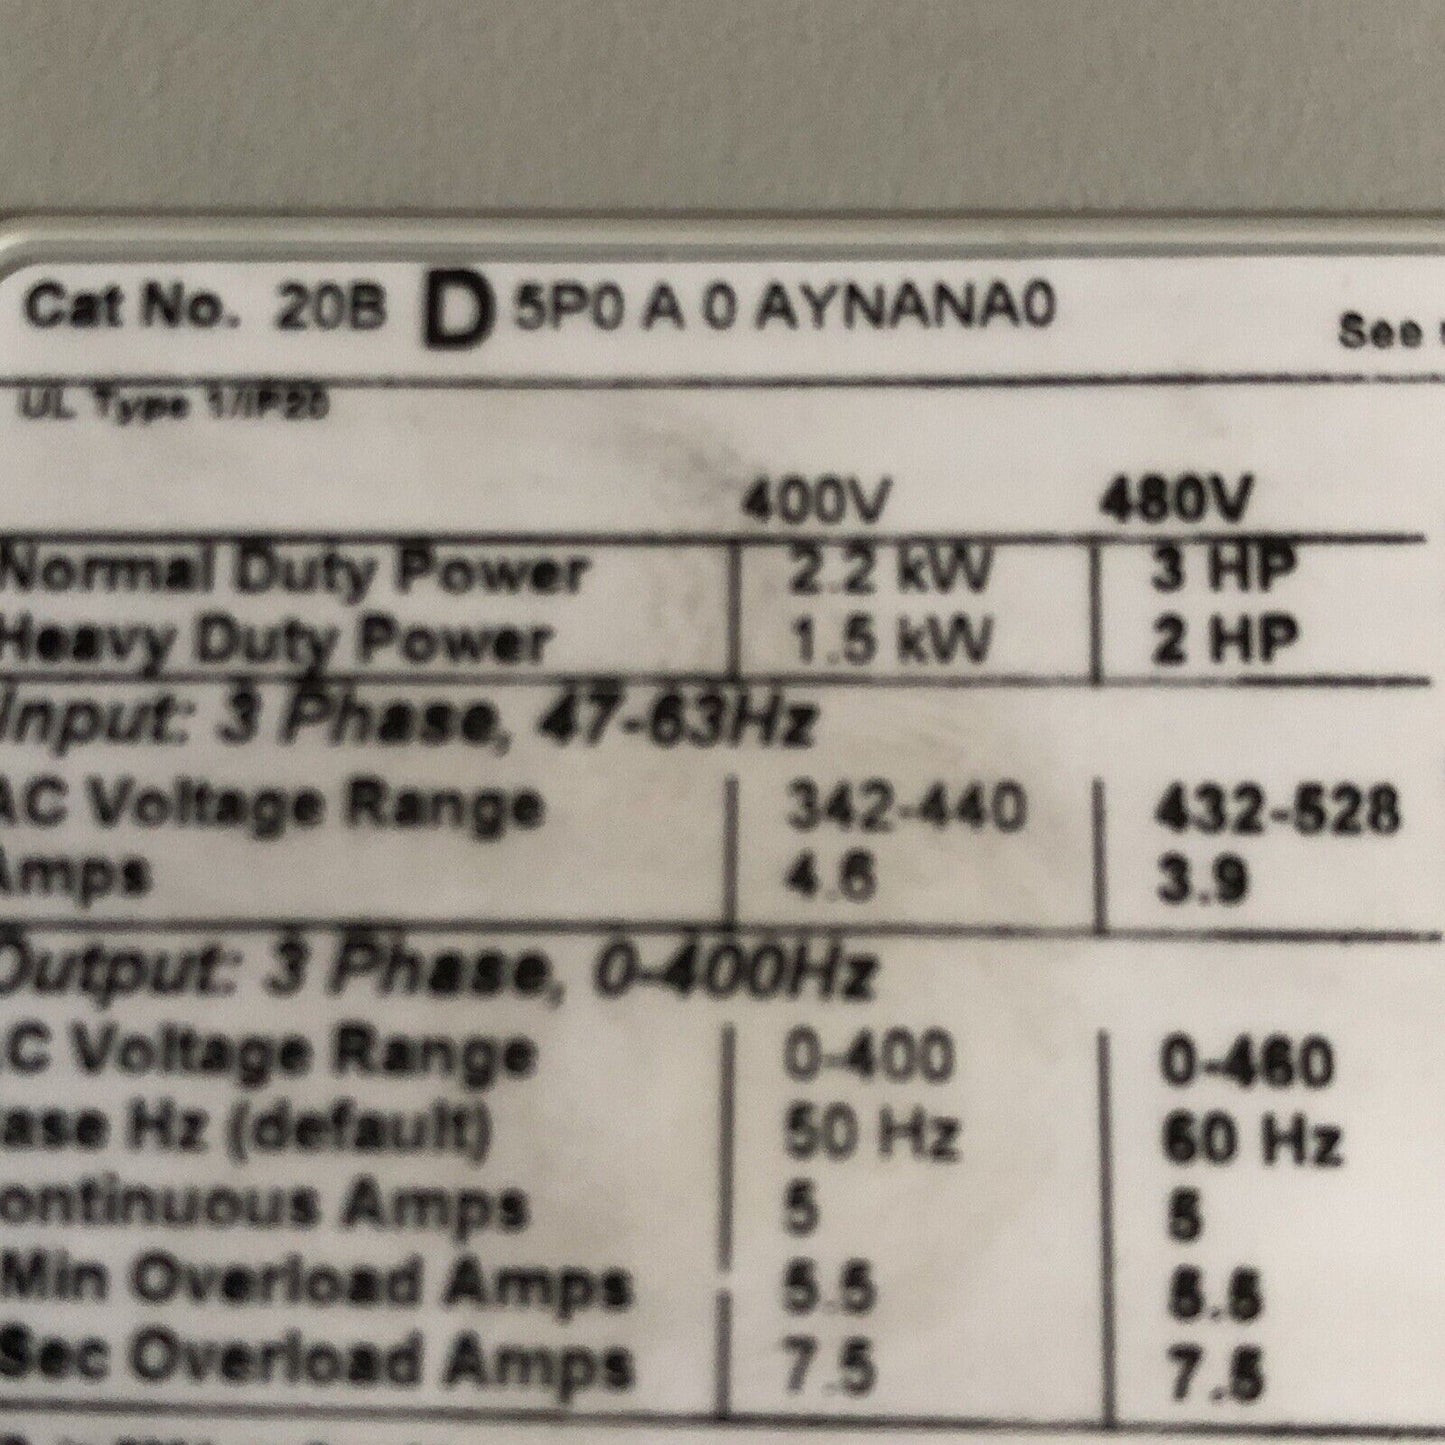 Cat No. 20B D 5P0 A 0 AYNANA0
See
UL Type 1/IP20
400V 480V
Normal Duty Power 2.2 kW 3 HP
Heavy Duty Power 1.5 kW 2 HP
Input: 3 Phase, 47-63Hz
AC Voltage Range 342-440 432-528
Amps 4.6 3.9
Output: 3 Phase, 0-400Hz
C Voltage Range 0-400 0-460
ase Hz (default) 50 Hz 60 Hz
ontinuous Amps 5 5
Min Overload Amps 5.5 5.5
Sec Overload Amps 7.5 7.5